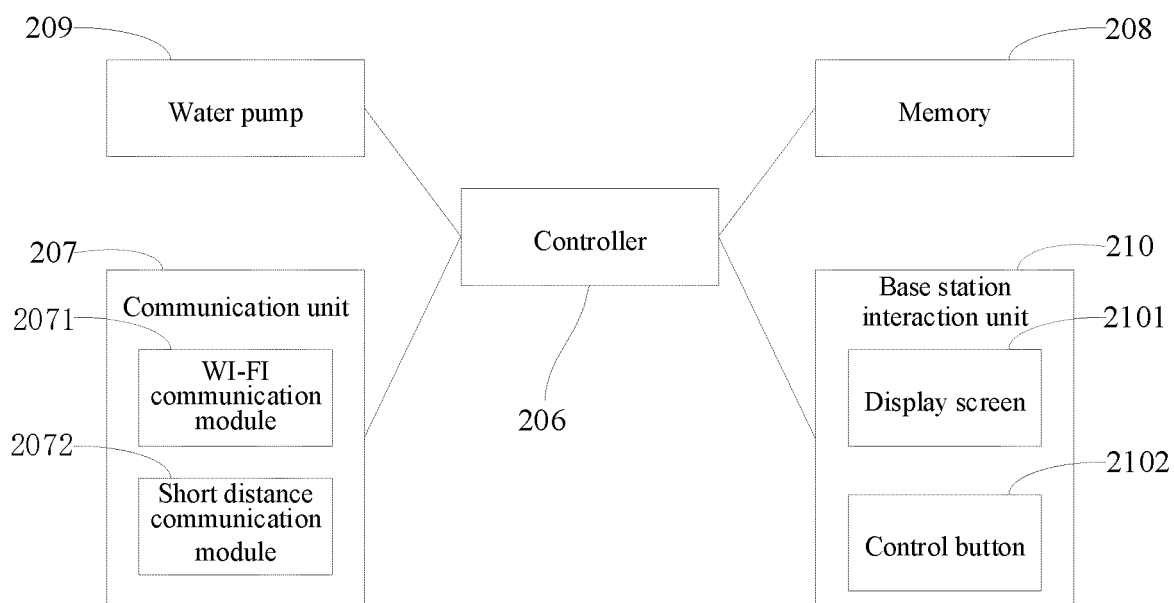 209
Water pump
208
Memory
Controller
206
207
Communication unit
2071
WI-FI
communication
module
2072
Short distance
communication
module
210
Base station
interaction unit
2101
Display screen
2102
Control button